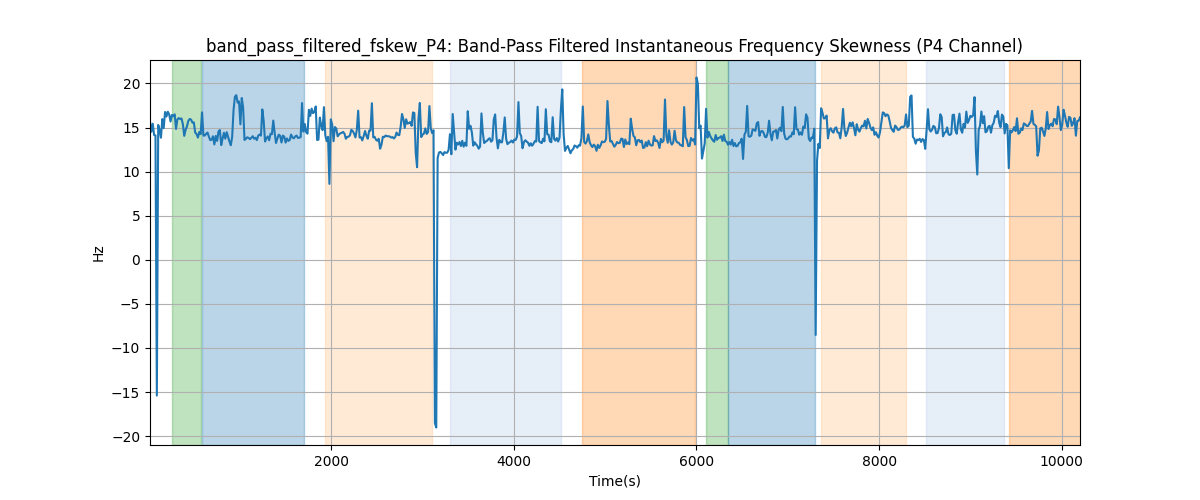 band_pass_filtered_fskew_P4: Band-Pass Filtered Instantaneous Frequency Skewness (P4 Channel)
20
15
10
5
0
−5
−10
−15
−20
Hz
2000 4000 6000 8000 10000
Time(s)